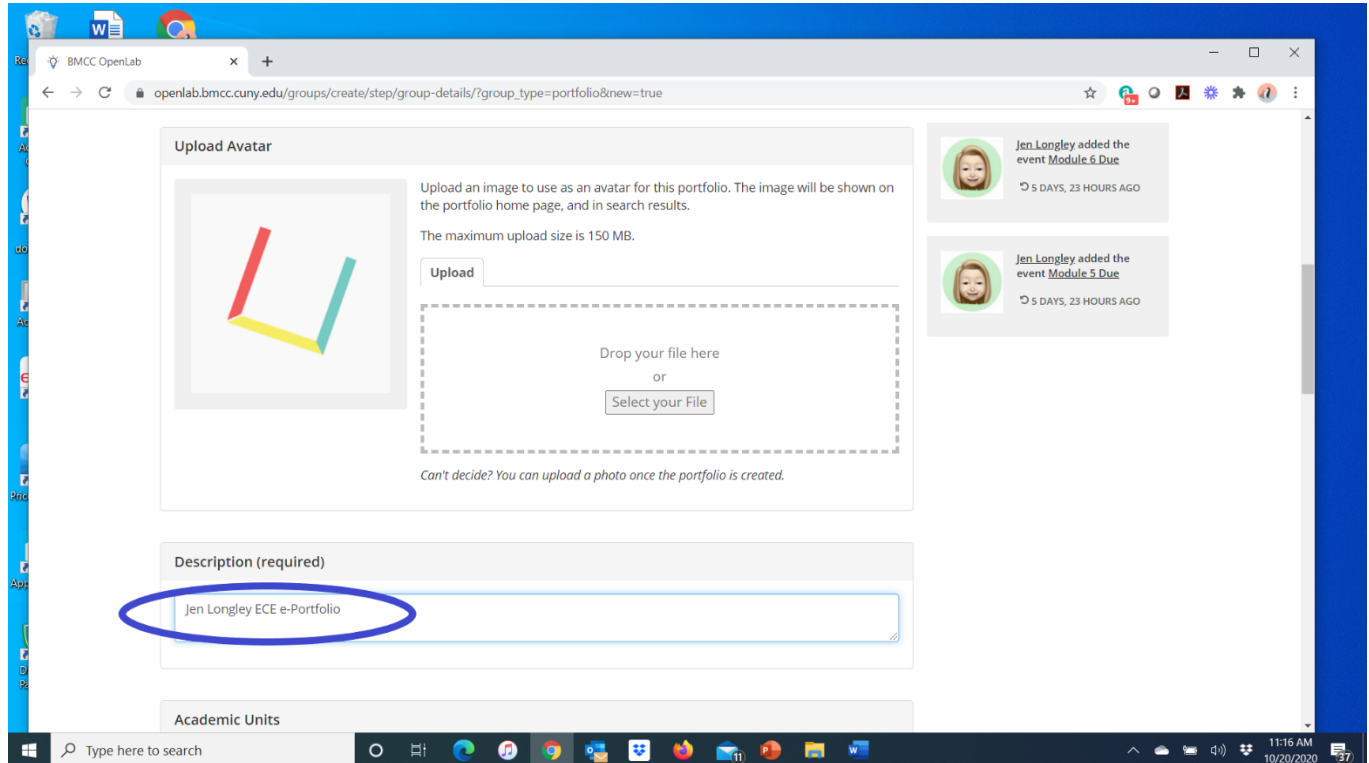 BMCC OpenLab
openlab.bmcc.cuny.edu/groups/create/step/group-details/?group_type=portfolio&new=true
9+
Upload Avatar
Upload an image to use as an avatar for this portfolio. The image will be shown on
the portfolio home page, and in search results.
The maximum upload size is 150 MB.
Upload
Drop your file here
or
Select your File
Can't decide? You can upload a photo once the portfolio is created.
Jen Longley added the
event Module 6 Due
5 DAYS, 23 HOURS AGO
Jen Longley added the
event Module 5 Due
5 DAYS, 23 HOURS AGO
Description (required)
Jen Longley ECE e-Portfolio
Academic Units
Type here to search
11
11:16 AM
10/20/2020
37